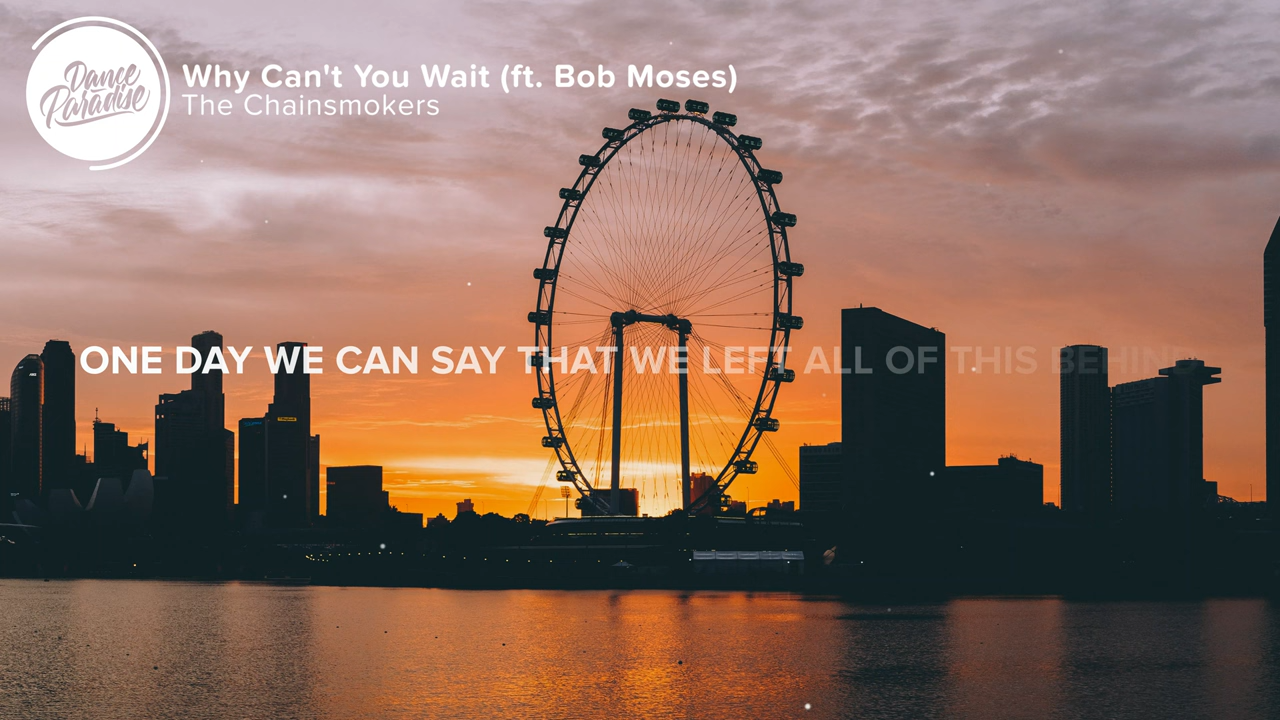 Dance
Paradise
Why Can't You Wait (ft. Bob Moses)
The Chainsmokers
ONE DAY WE CAN SAY THAT WE LEFT ALL OF THIS BEHIND